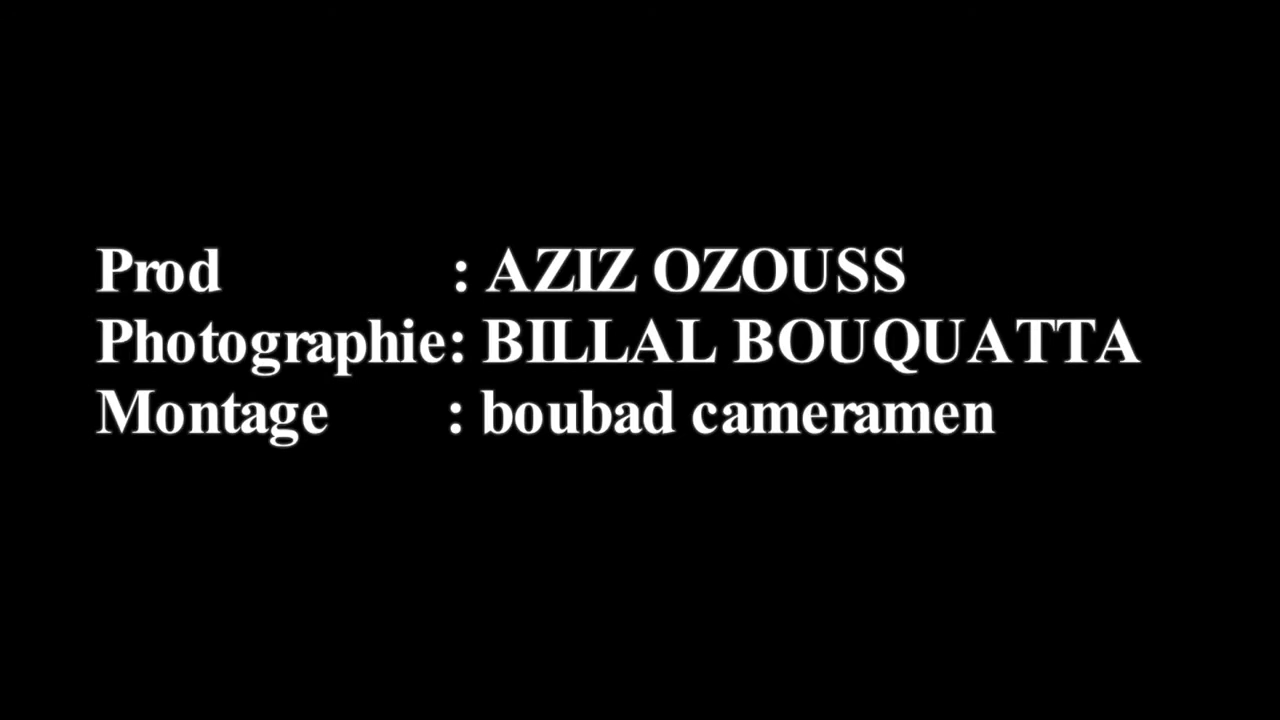 Prod : AZIZ OZOUSS
Photographie: BILLAL BOUQUATTA
Montage : boubad cameramen